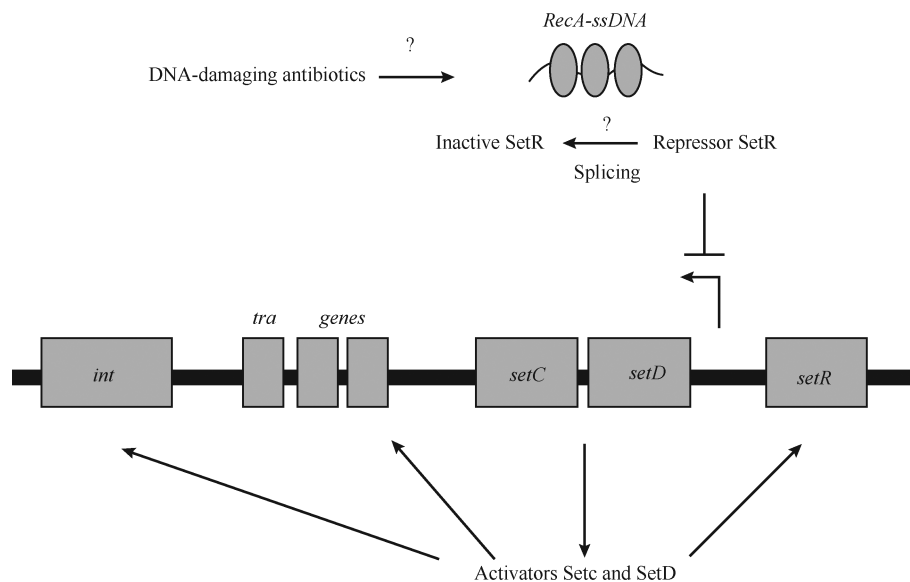 RecA-ssDNA
?
DNA-damaging antibiotics
?
Inactive SetR
Repressor SetR
Splicing
tra genes
int
setC
setD
setR
Activators Setc and SetD